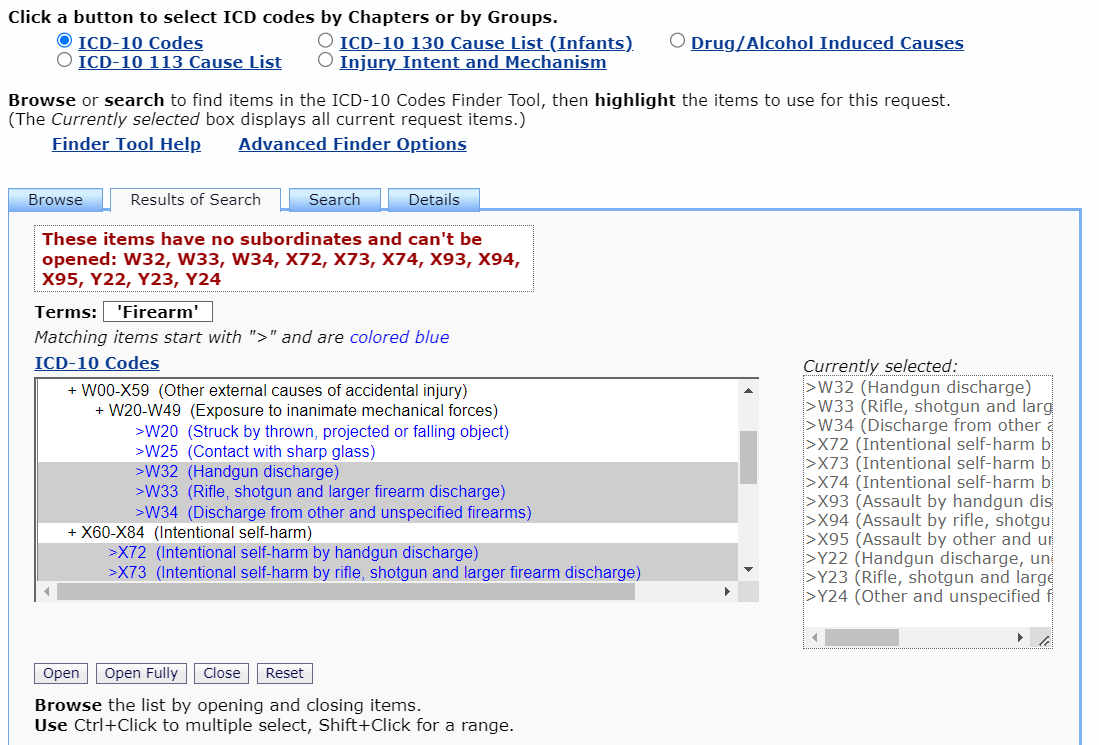 Click a button to select ICD codes by Chapters or by Groups.
ICD-10 Codes
ICD-10 130 Cause List (Infants)
Drug/Alcohol Induced Causes
ICD-10 113 Cause List
Injury Intent and Mechanism
Browse or search to find items in the ICD-10 Codes Finder Tool, then highlight the items to use for this request.
(The Currently selected box displays all current request items.)
Finder Tool Help
Advanced Finder Options
Browse
Results of Search
Search
Details
These items have no subordinates and can't be
opened: W32, W33, W34, X72, X73, X74, X93, X94,
X95, Y22, Y23, Y24
Terms: 'Firearm'
Matching items start with ">" and are colored blue
ICD-10 Codes
+ W00-X59 (Other external causes of accidental injury)
+ W20-W49 (Exposure to inanimate mechanical forces)
>W20 (Struck by thrown, projected or falling object)
>W25 (Contact with sharp glass)
>W32 (Handgun discharge)
>W33 (Rifle, shotgun and larger firearm discharge)
>W34 (Discharge from other and unspecified firearms)
+ X60-X84 (Intentional self-harm)
>X72 (Intentional self-harm by handgun discharge)
>X73 (Intentional self-harm by rifle, shotgun and larger firearm discharge)
Currently selected:
>W32 (Handgun discharge)
>W33 (Rifle, shotgun and larg
>W34 (Discharge from other a
>X72 (Intentional self-harm b
>X73 (Intentional self-harm b
>X74 (Intentional self-harm b
>X93 (Assault by handgun dis
>X94 (Assault by rifle, shotgu
>X95 (Assault by other and un
>Y22 (Handgun discharge, un
>Y23 (Rifle, shotgun and large
>Y24 (Other and unspecified f
Open
Open Fully
Close
Reset
Browse the list by opening and closing items.
Use Ctrl+Click to multiple select, Shift+Click for a range.